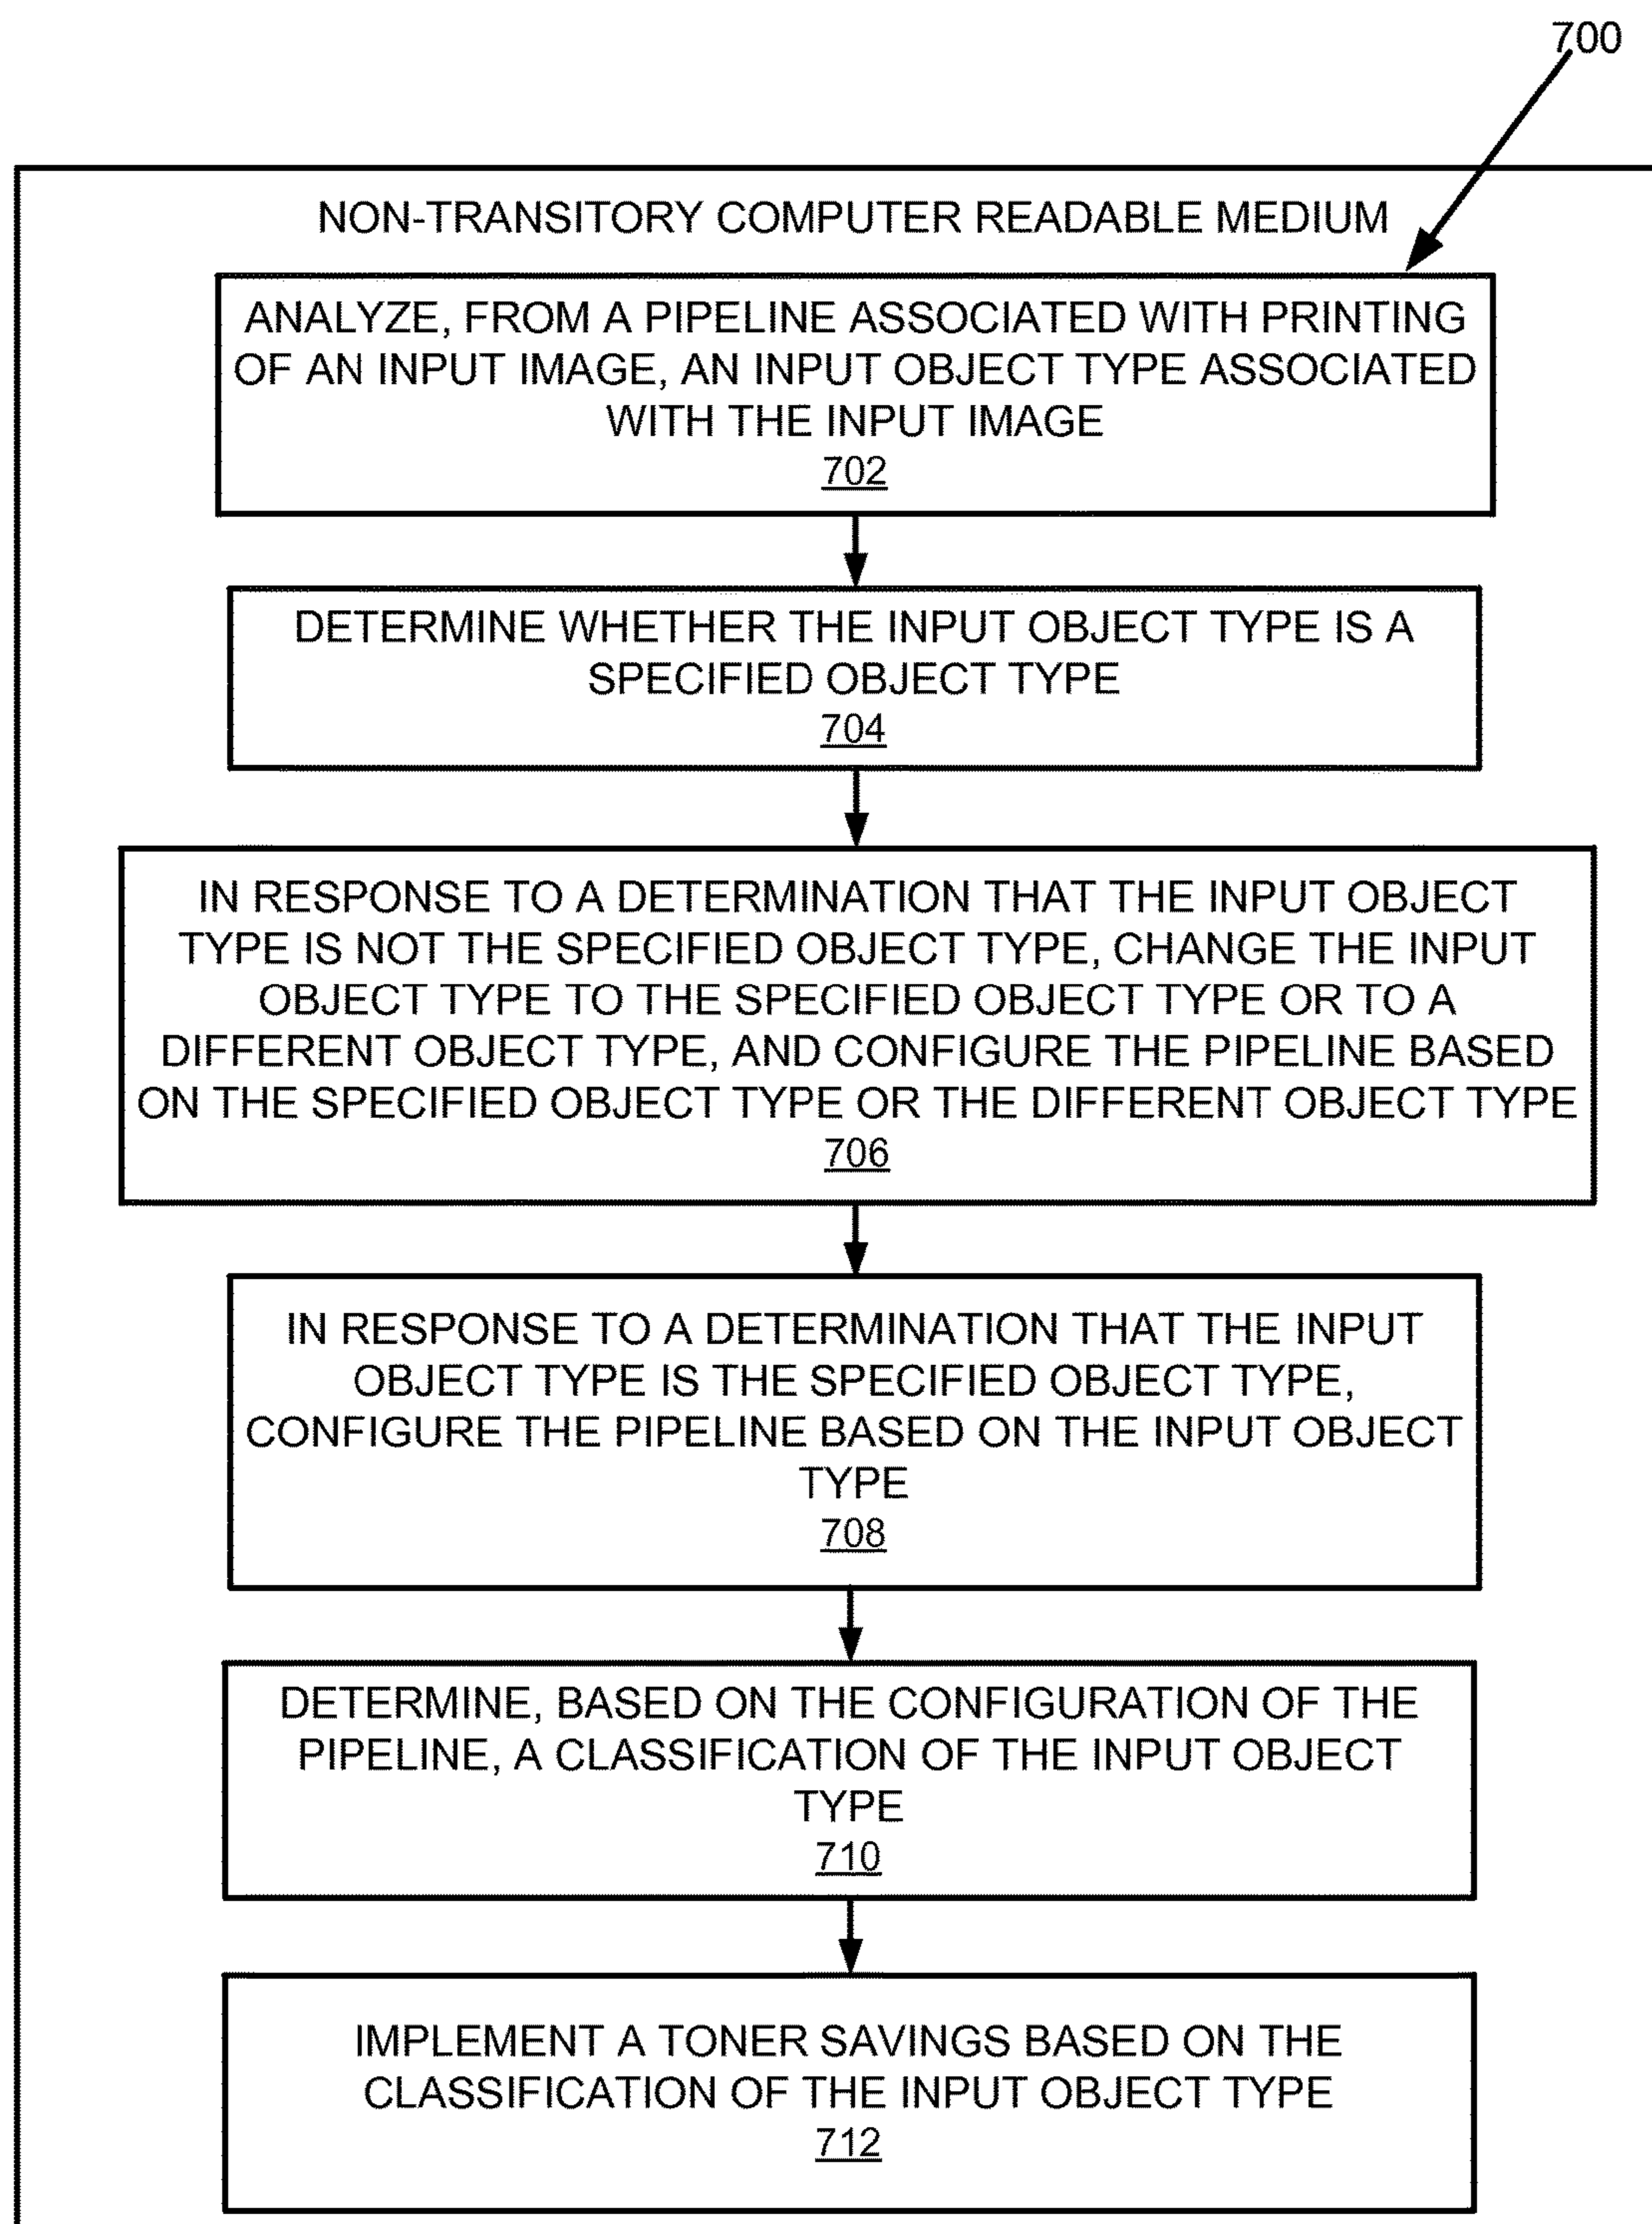 700
NON-TRANSITORY COMPUTER READABLE MEDIUM
ANALYZE, FROM A PIPELINE ASSOCIATED WITH PRINTING
OF AN INPUT IMAGE, AN INPUT OBJECT TYPE ASSOCIATED
WITH THE INPUT IMAGE
702
DETERMINE WHETHER THE INPUT OBJECT TYPE IS A
SPECIFIED OBJECT TYPE
704
IN RESPONSE TO A DETERMINATION THAT THE INPUT OBJECT
TYPE IS NOT THE SPECIFIED OBJECT TYPE, CHANGE THE INPUT
OBJECT TYPE TO THE SPECIFIED OBJECT TYPE OR TO A
DIFFERENT OBJECT TYPE, AND CONFIGURE THE PIPELINE BASED
ON THE SPECIFIED OBJECT TYPE OR THE DIFFERENT OBJECT TYPE
706
IN RESPONSE TO A DETERMINATION THAT THE INPUT
OBJECT TYPE IS THE SPECIFIED OBJECT TYPE,
CONFIGURE THE PIPELINE BASED ON THE INPUT OBJECT
TYPE
708
DETERMINE, BASED ON THE CONFIGURATION OF THE
PIPELINE, A CLASSIFICATION OF THE INPUT OBJECT
TYPE
710
IMPLEMENT A TONER SAVINGS BASED ON THE
CLASSIFICATION OF THE INPUT OBJECT TYPE
712